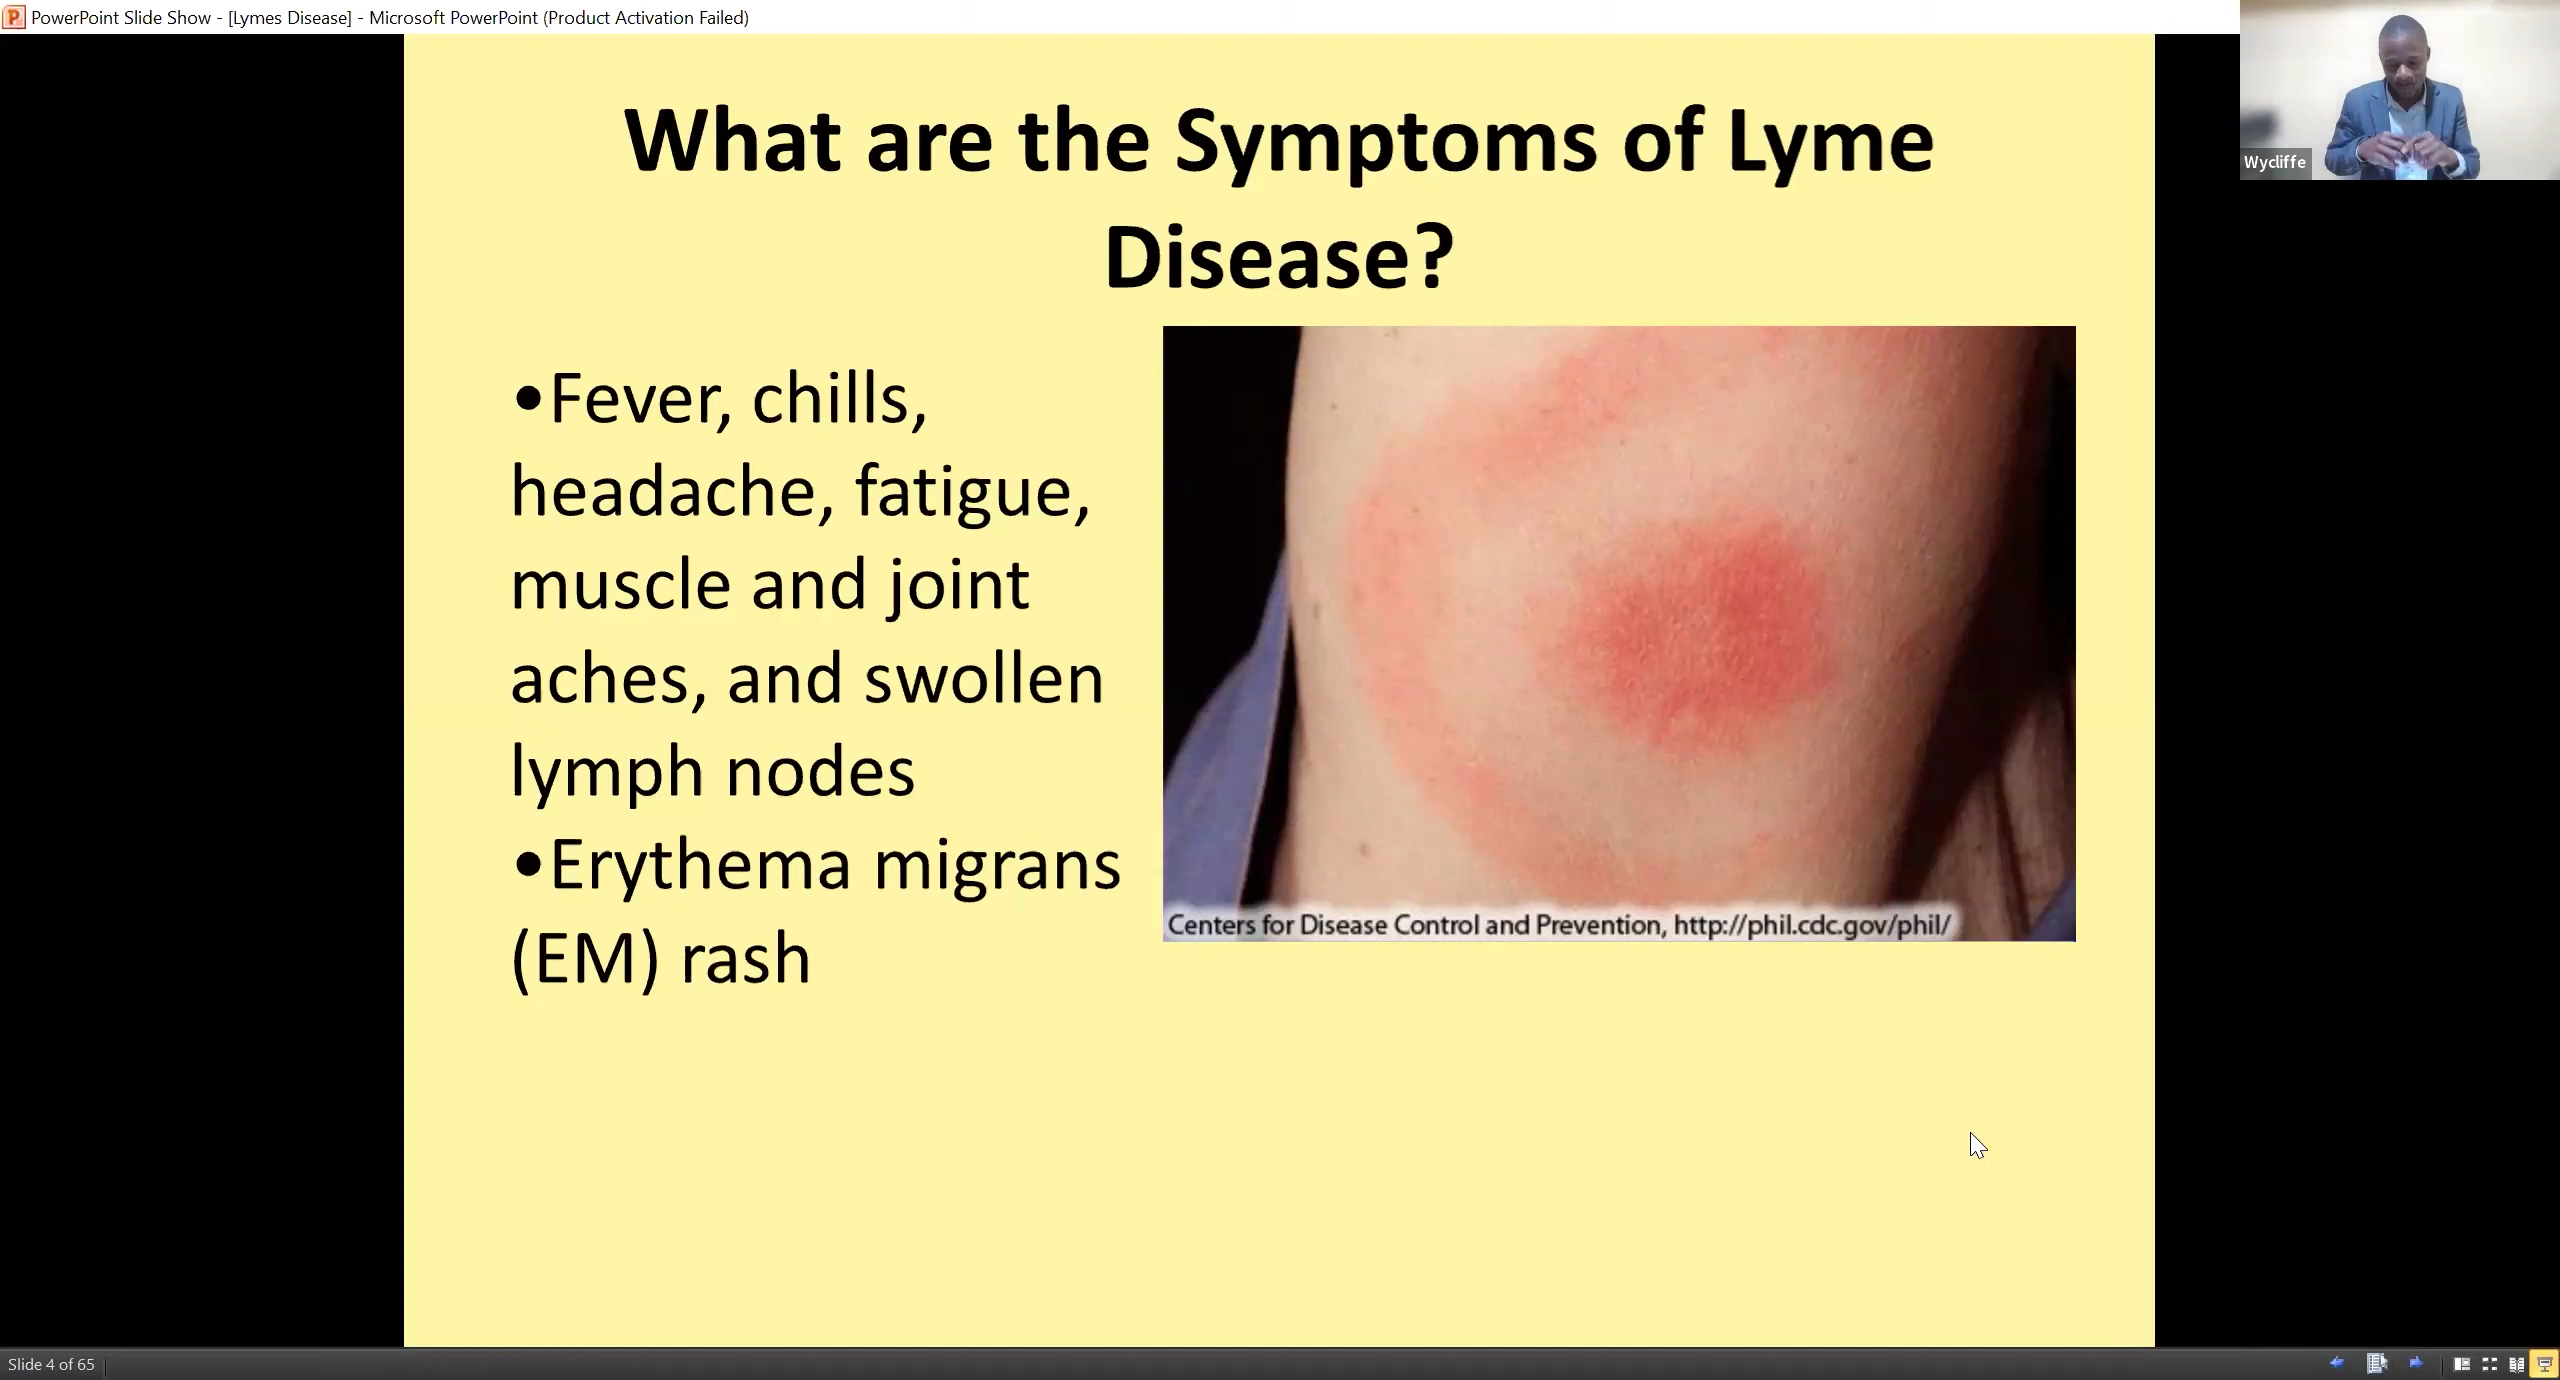 PowerPoint Slide Show - [Lymes Disease] - Microsoft PowerPoint (Product Activation Failed)
Wycliffe
What are the Symptoms of Lyme
Disease?
•Fever, chills,
headache, fatigue,
muscle and joint
aches, and swollen
lymph nodes
•Erythema migrans
(EM) rash
Centers for Disease Control and Prevention, http://phil.cdc.gov/phil/
Slide 4 of 65